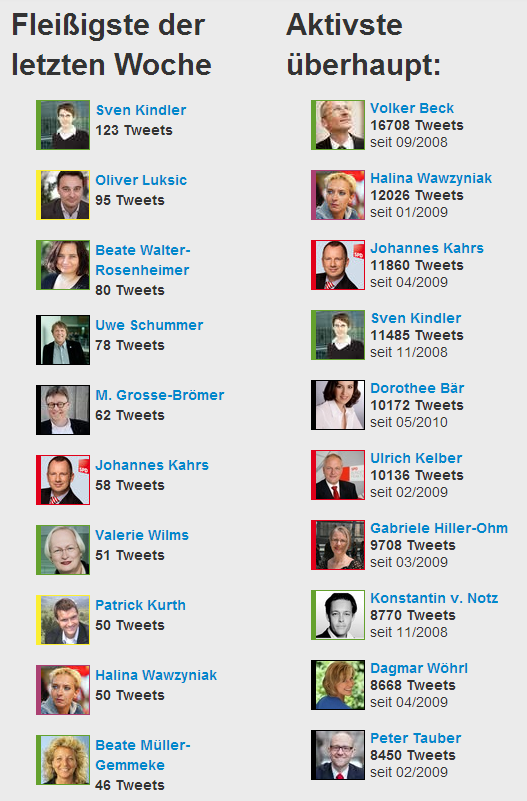 Fleißigste der
letzten Woche
Sven Kindler
123 Tweets
Oliver Luksic
95 Tweets
Beate Walter-
Rosenheimer
80 Tweets
Uwe Schummer
78 Tweets
M. Grosse-Brömer
62 Tweets
Johannes Kahrs
SPD
58 Tweets
Valerie Wilms
51 Tweets
Patrick Kurth
50 Tweets
Halina Wawzyniak
50 Tweets
Beate Müller-
Gemmeke
46 Tweets
Aktivste
überhaupt:
Volker Beck
16708 Tweets
seit 09/2008
Halina Wawzyniak
12026 Tweets
seit 01/2009
Johannes Kahrs
SPD
11860 Tweets
seit 04/2009
Sven Kindler
11485 Tweets
seit 11/2008
Dorothee Bär
10172 Tweets
seit 05/2010
Ulrich Kelber
10136 Tweets
seit 02/2009
Gabriele Hiller-Ohm
9708 Tweets
seit 03/2009
Konstantin v. Notz
8770 Tweets
seit 11/2008
Dagmar Wöhrl
8668 Tweets
seit 04/2009
Peter Tauber
8450 Tweets
seit 02/2009